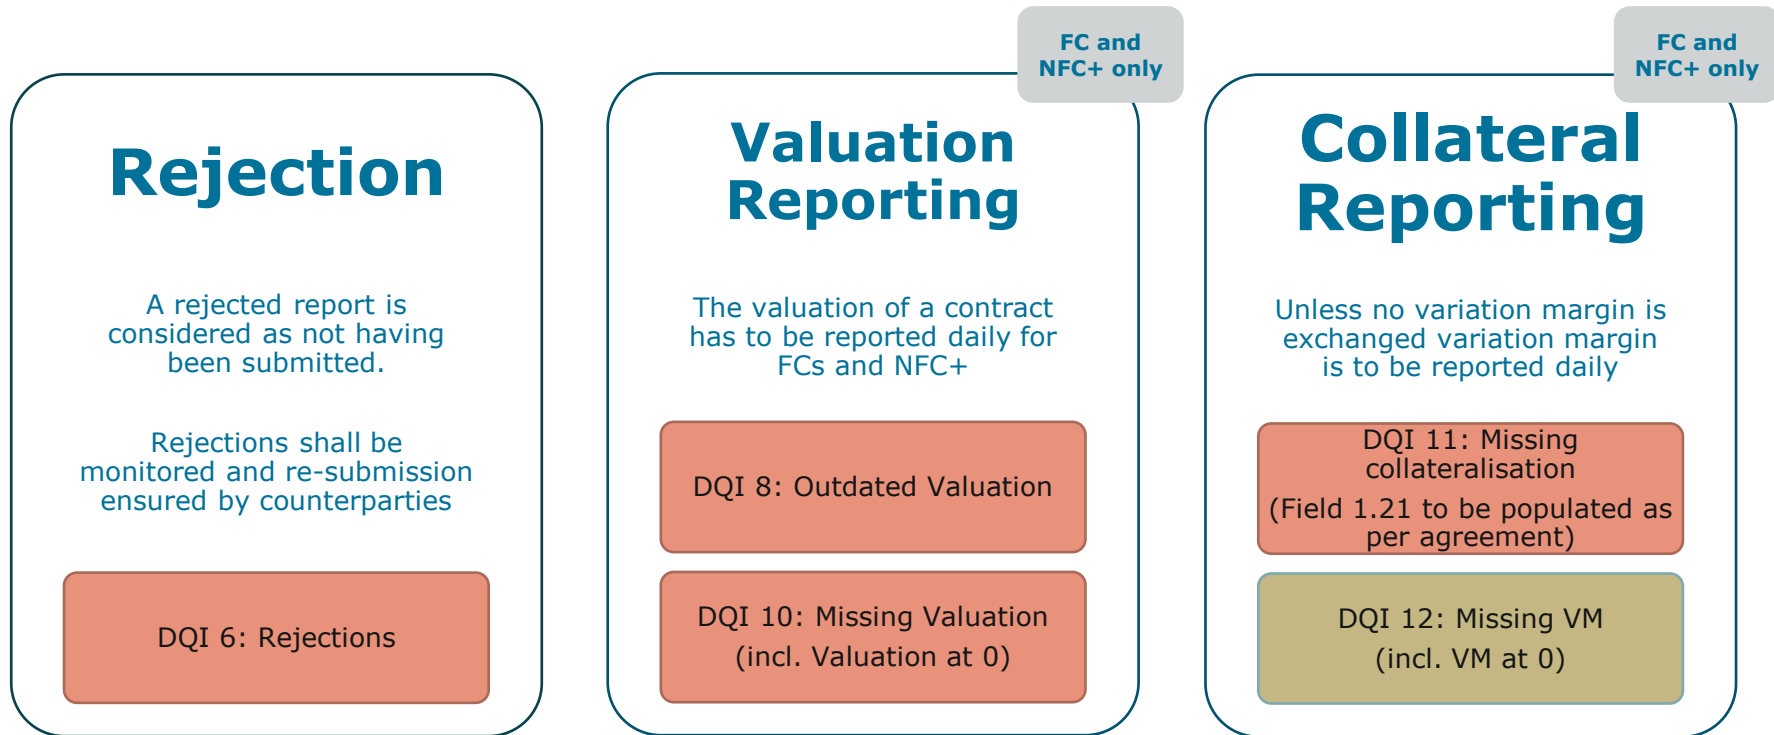 Rejection
A rejected report is
considered as not having
been submitted.
Rejections shall be
monitored and re-submission
ensured by counterparties
DQI 6: Rejections
FC and
NFC+ only
Valuation
Reporting
The valuation of a contract
has to be reported daily for
FCs and NFC+
DQI 8: Outdated Valuation
DQI 10: Missing Valuation
(incl. Valuation at 0)
FC and
NFC+ only
Collateral
Reporting
Unless no variation margin is
exchanged variation margin
is to be reported daily
DQI 11: Missing
collateralisation
(Field 1.21 to be populated as
per agreement)
DQI 12: Missing VM
(incl. VM at 0)